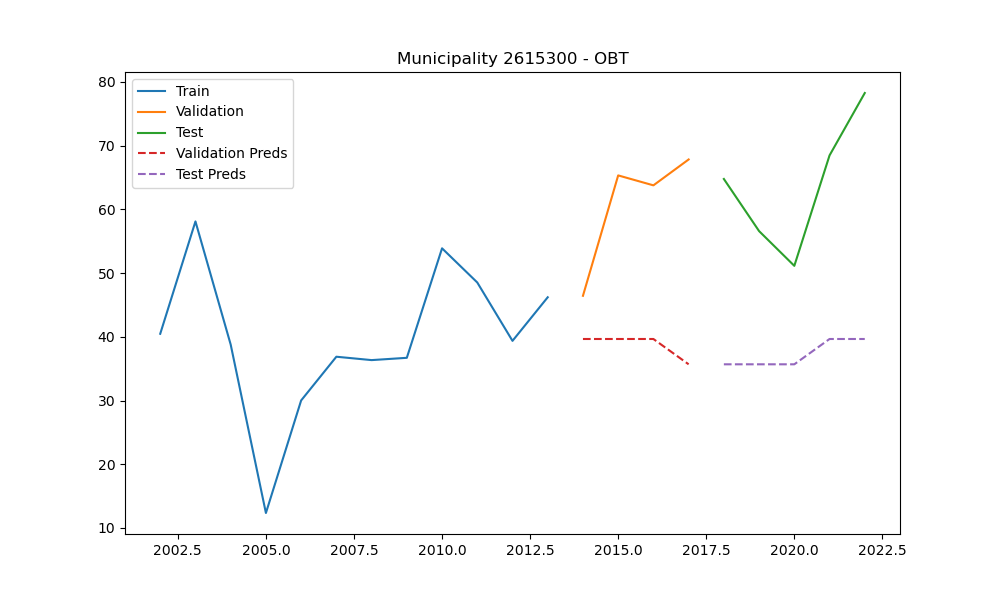 Municipality 2615300 - OBT
Train
Validation
Test
Validation Preds
Test Preds
80
70
60
50
40
30
20
10
2002.5 2005.0 2007.5 2010.0 2012.5 2015.0 2017.5 2020.0 2022.5